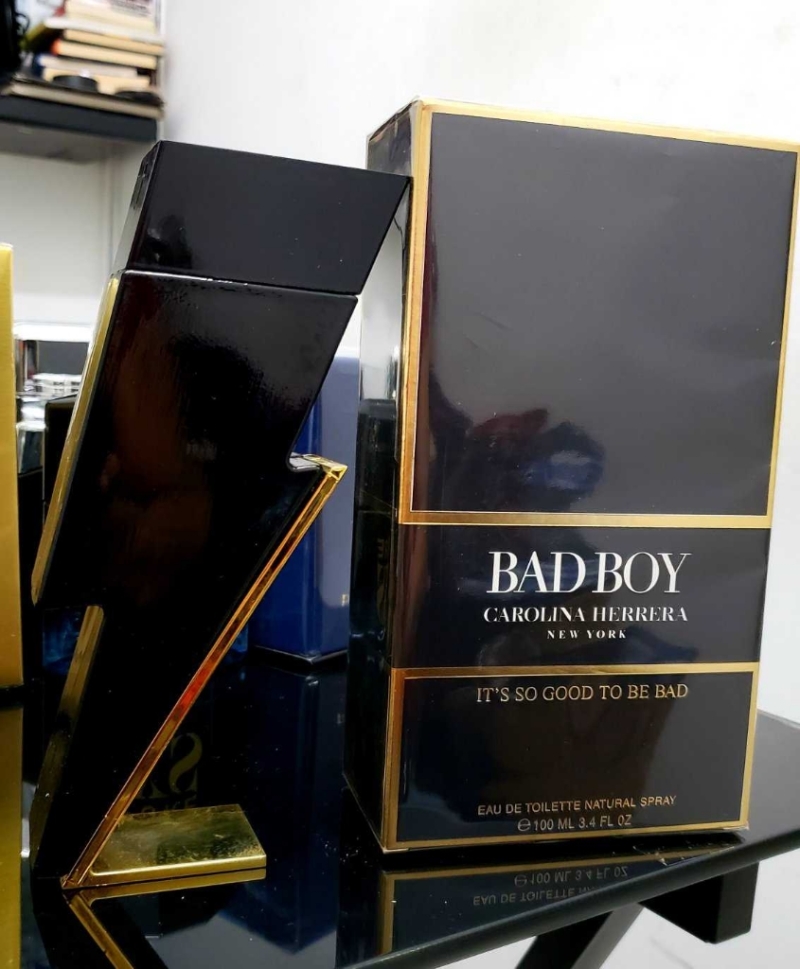 BAD BOY
CAROLINA HERRERA
NEW YORK
IT'S SO GOOD TO BE BAD
EAU DE TOILETTE NATURAL SPRAY
℮ 100 ML 3.4 FL OZ